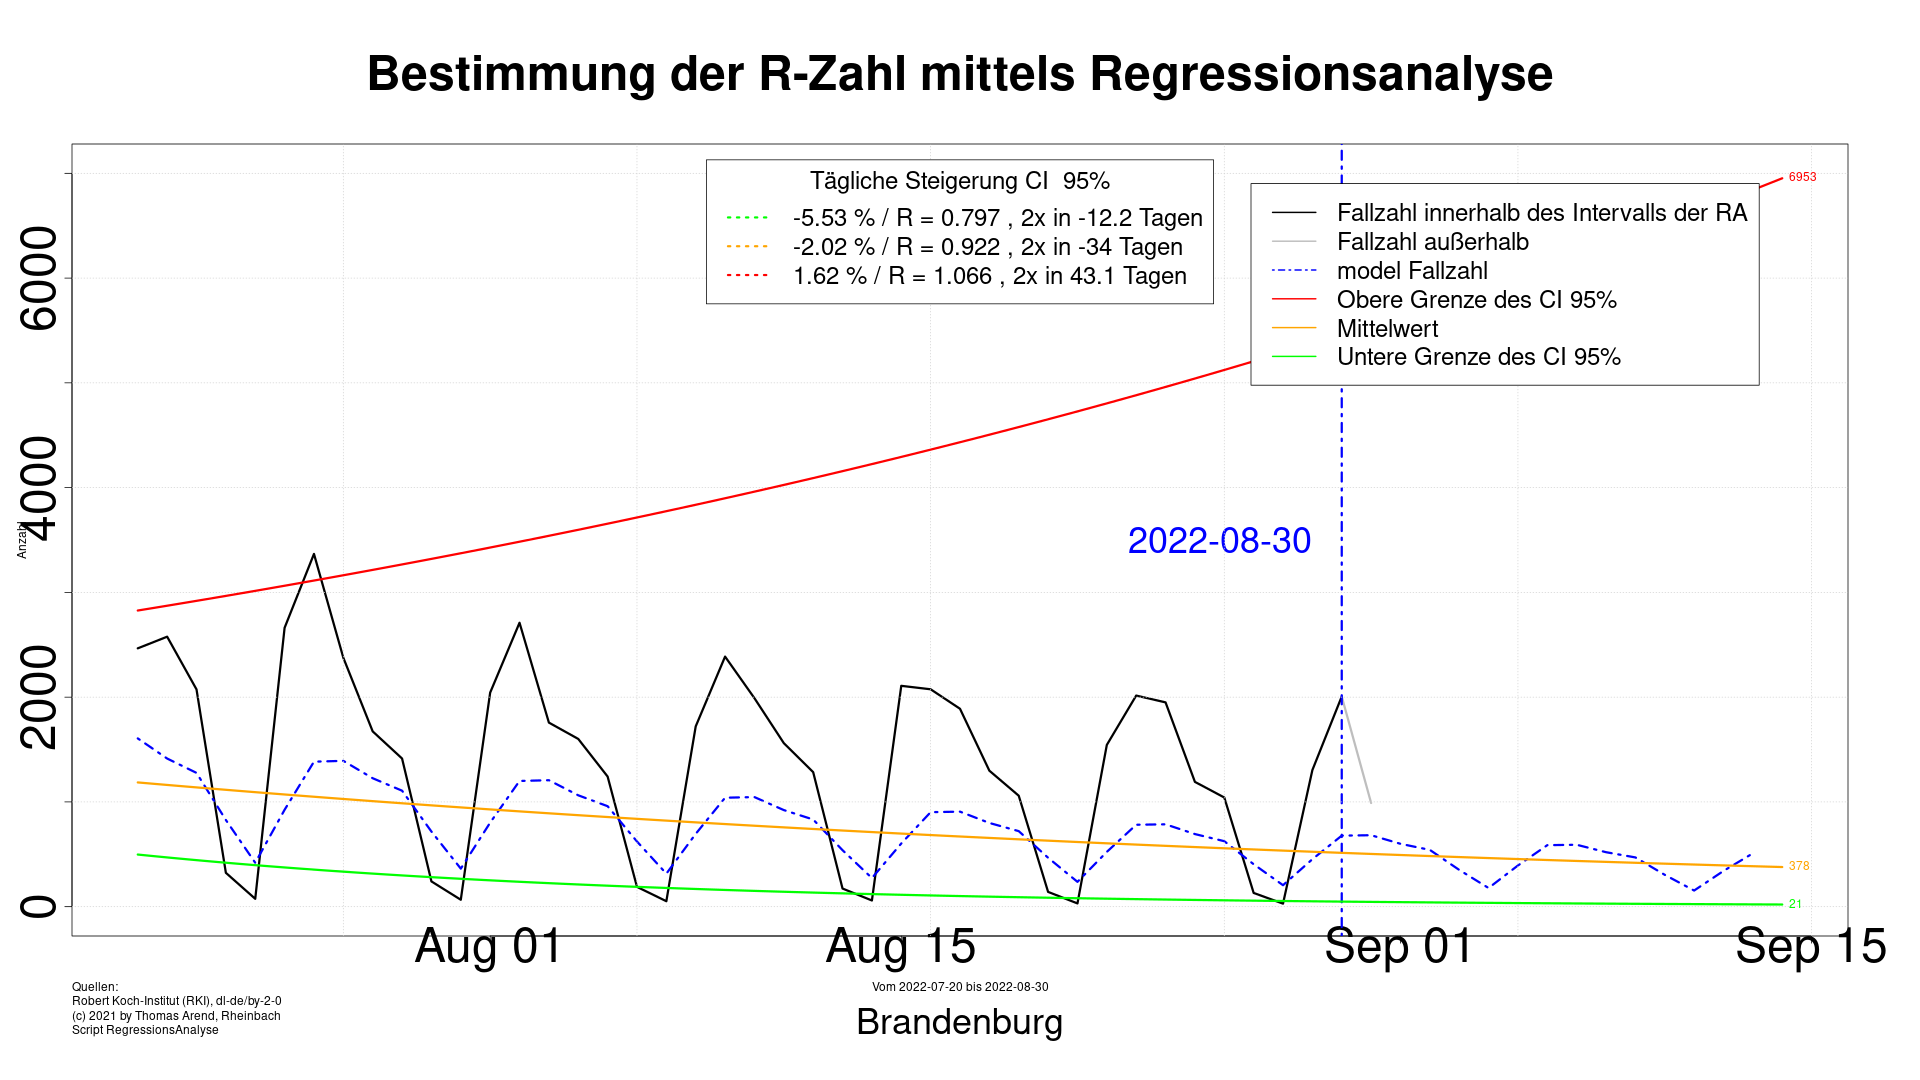 Bestimmung der R-Zahl mittels Regressionsanalyse
Tägliche Steigerung CI  95%
-5.53 % / R = 0.797 , 2x in -12.2 Tagen
-2.02 % / R = 0.922 , 2x in -34 Tagen
1.62 % / R = 1.066 , 2x in 43.1 Tagen
6953
Fallzahl innerhalb des Intervalls der RA
Fallzahl außerhalb
model Fallzahl
Obere Grenze des CI 95%
Mittelwert
Untere Grenze des CI 95%
6000
4000
2000
0
Anzahl
2022-08-30
378
21
Aug 01
Aug 15
Sep 01
Sep 15
Quellen:
Robert Koch-Institut (RKI), dl-de/by-2-0
(c) 2021 by Thomas Arend, Rheinbach
Script RegressionsAnalyse
Vom 2022-07-20 bis 2022-08-30
Brandenburg